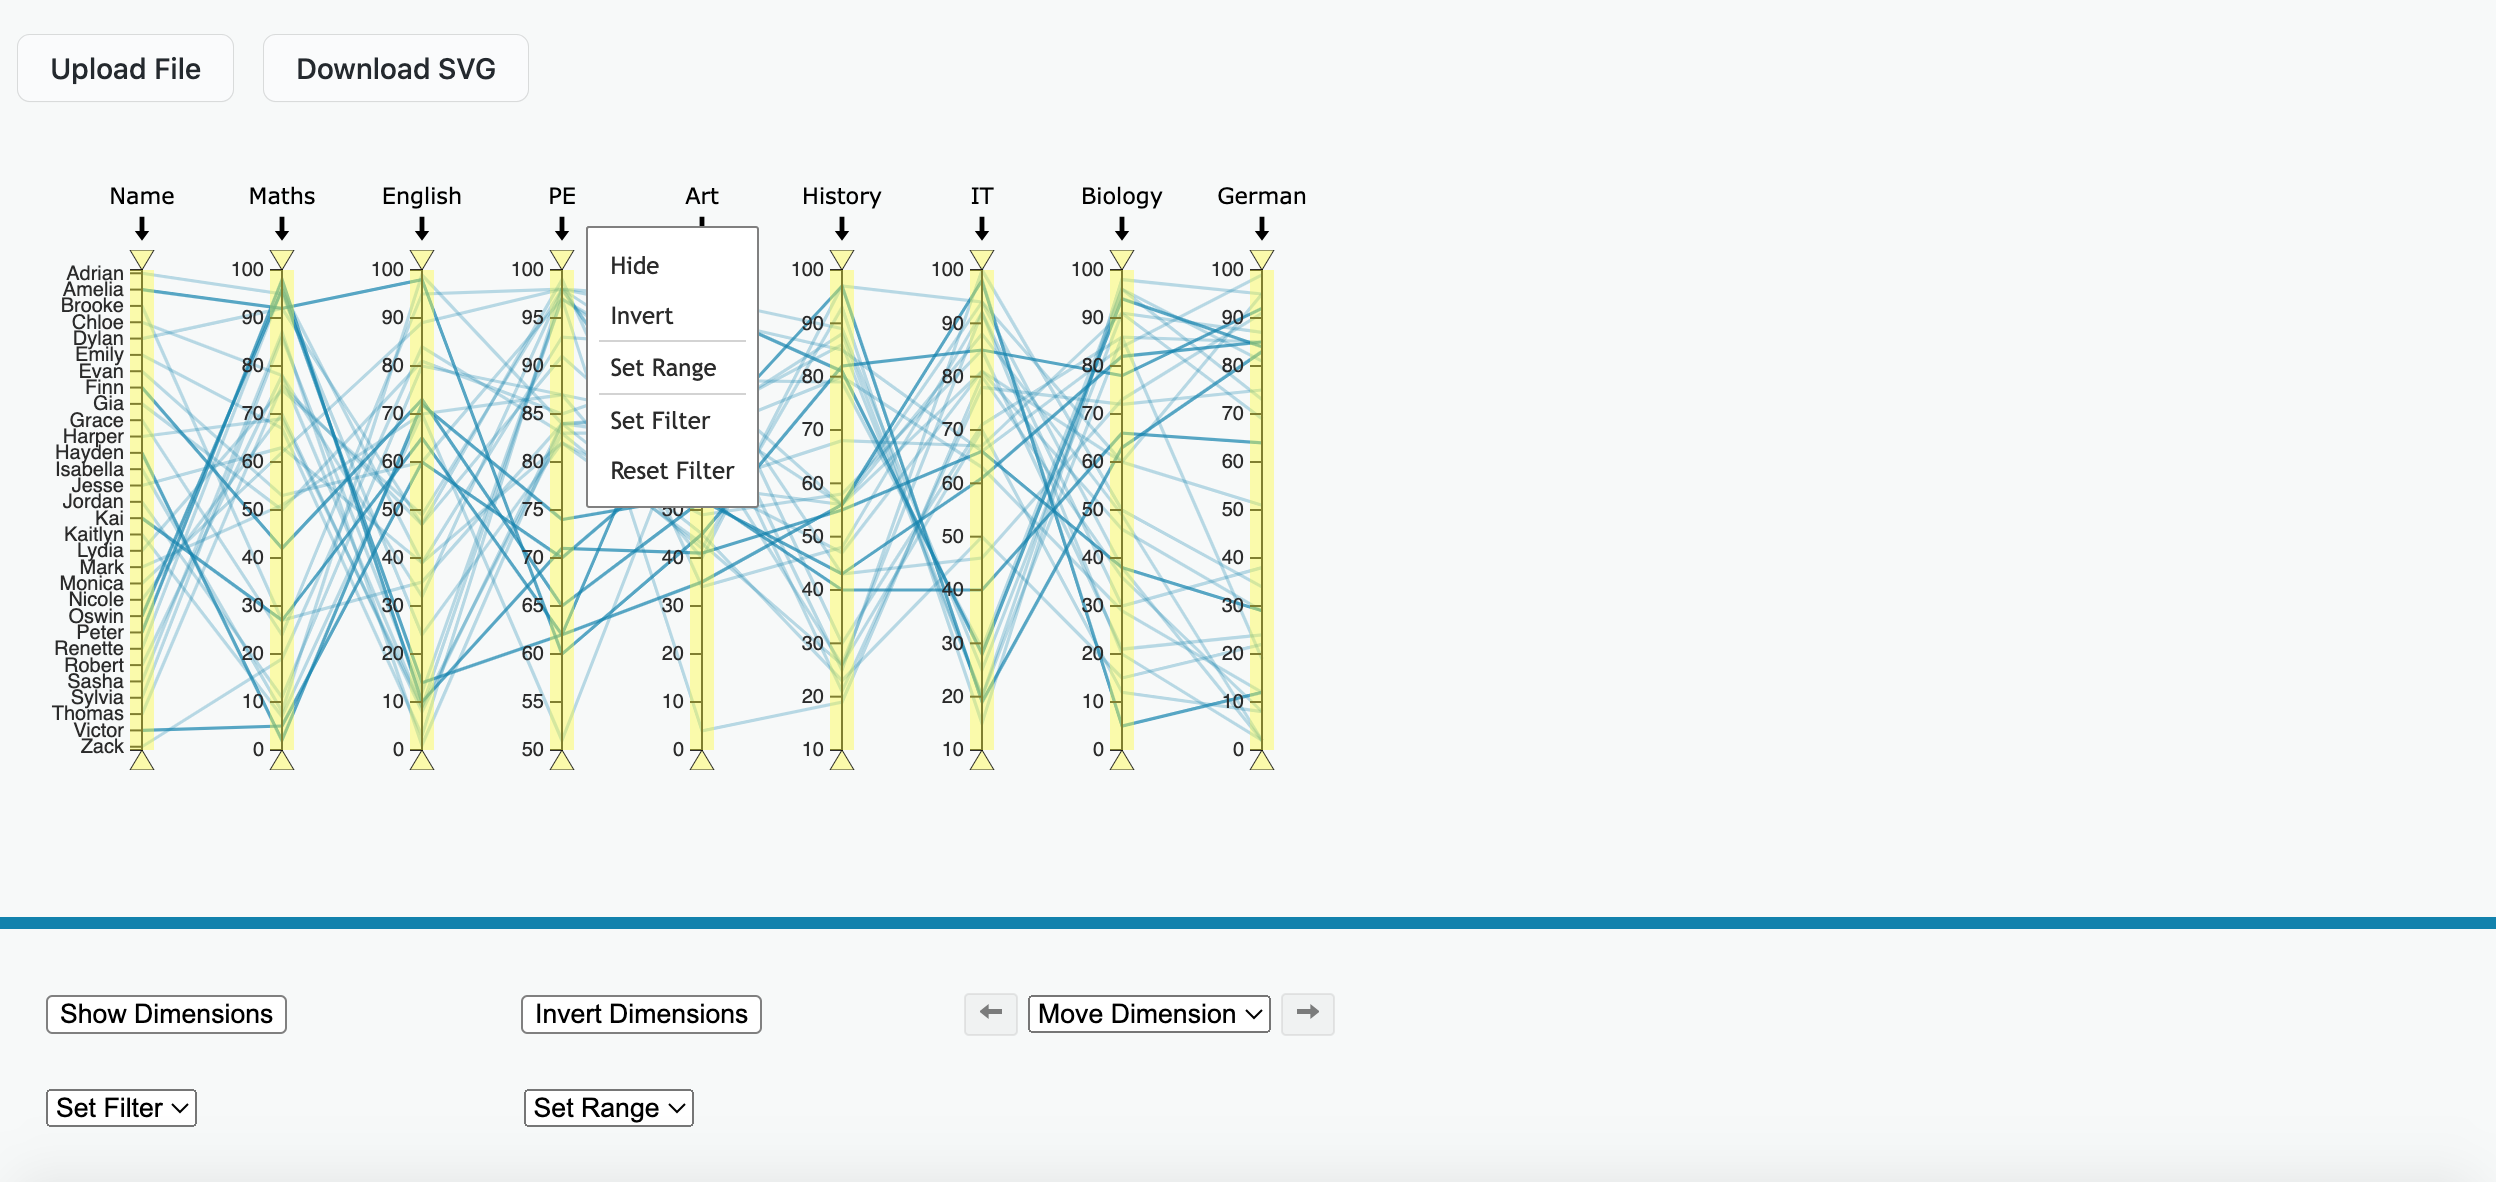 Upload File
Download SVG
Name Maths English PE Art History IT Biology German
Adrian
Amelia
Brooke
Chloe
Dylan
Emily
Evan
Finn
Gia
Grace
Harper
Hayden
Isabella
Jesse
Jordan
Kai
Kaitlyn
Lydia
Mark
Monica
Nicole
Oswin
Peter
Renette
Robert
Sasha
Sylvia
Thomas
Victor
Zack
100
90
80
70
60
50
40
30
20
10
0
100
90
80
70
60
50
40
30
20
10
0
100
95
90
85
80
75
70
65
60
55
50
Hide
Invert
Set Range
Set Filter
Reset Filter
50
40
30
20
10
0
100
90
80
70
60
50
40
30
20
10
100
90
80
70
60
50
40
30
20
10
100
90
80
70
60
50
40
30
20
10
0
100
90
80
70
60
50
40
30
20
10
0
Show Dimensions
Invert Dimensions
Move Dimension
Set Filter
Set Range